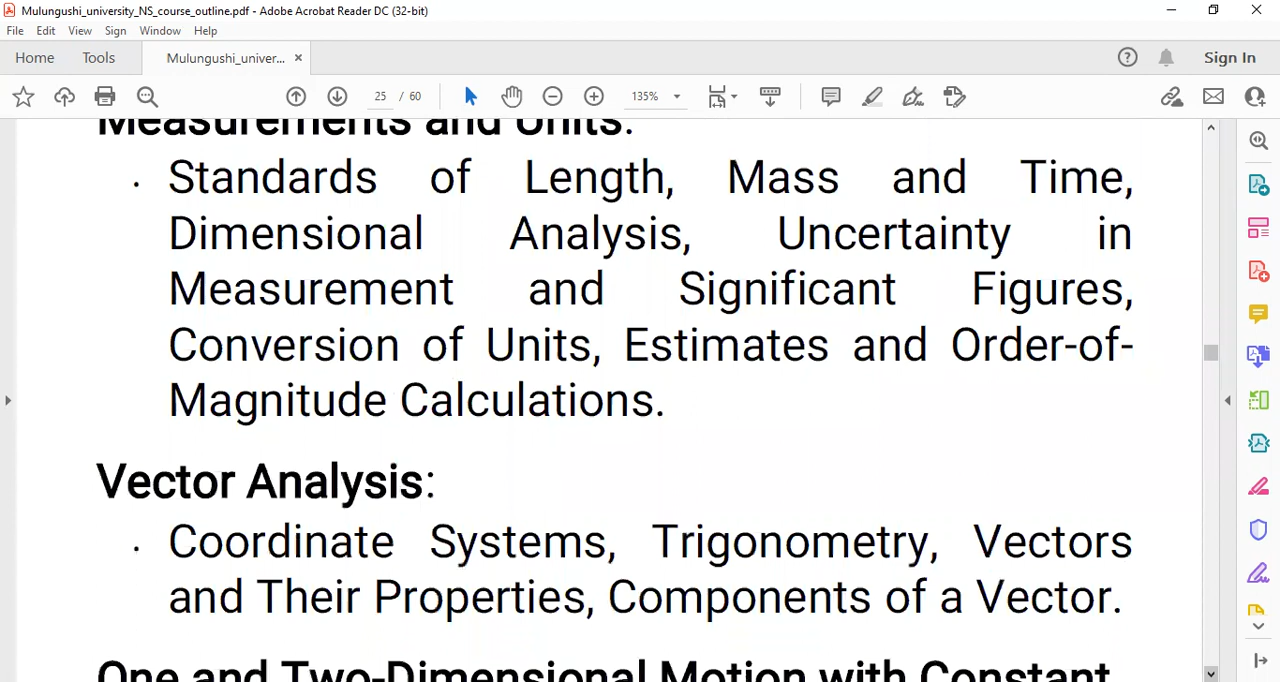 Mulungushi_university_NS_course_outline.pdf - Adobe Acrobat Reader DC (32-bit)
File Edit View Sign Window Help
Home Tools Mulungushi_univer... × Sign In
25 / 60 135%
Measurements and Units:
· Standards of Length, Mass and Time,
Dimensional Analysis, Uncertainty in
Measurement and Significant Figures,
Conversion of Units, Estimates and Order-of-
Magnitude Calculations.
Vector Analysis:
· Coordinate Systems, Trigonometry, Vectors
and Their Properties, Components of a Vector.
One and Two-Dimensional Motion with Constant